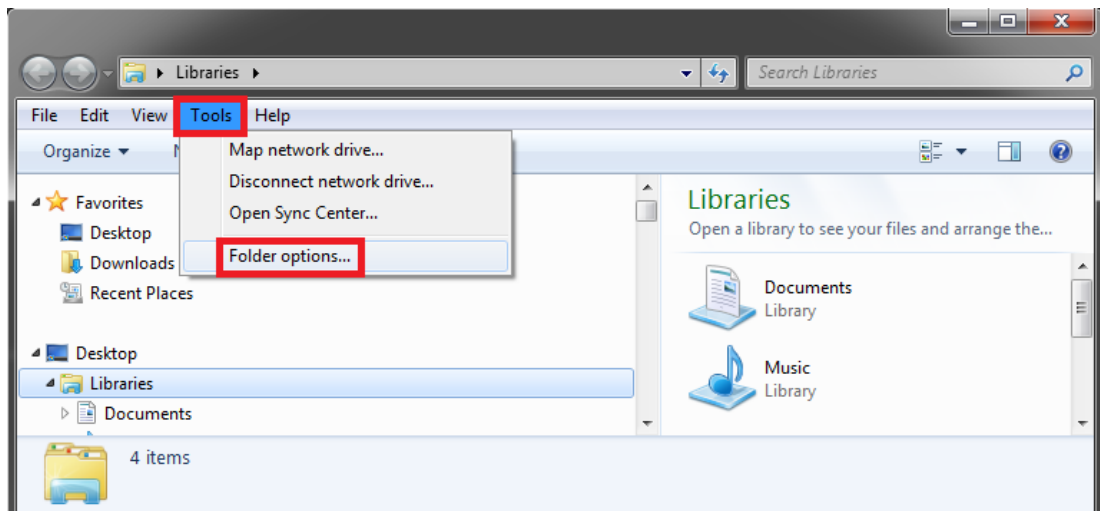 Libraries
Search Libraries
File Edit View Tools Help
Organize
Map network drive...
Disconnect network drive...
Open Sync Center...
Folder options...
Favorites
Desktop
Downloads
Recent Places
Desktop
Libraries
Documents
Libraries
Open a library to see your files and arrange the...
Documents
Library
Music
Library
4 items